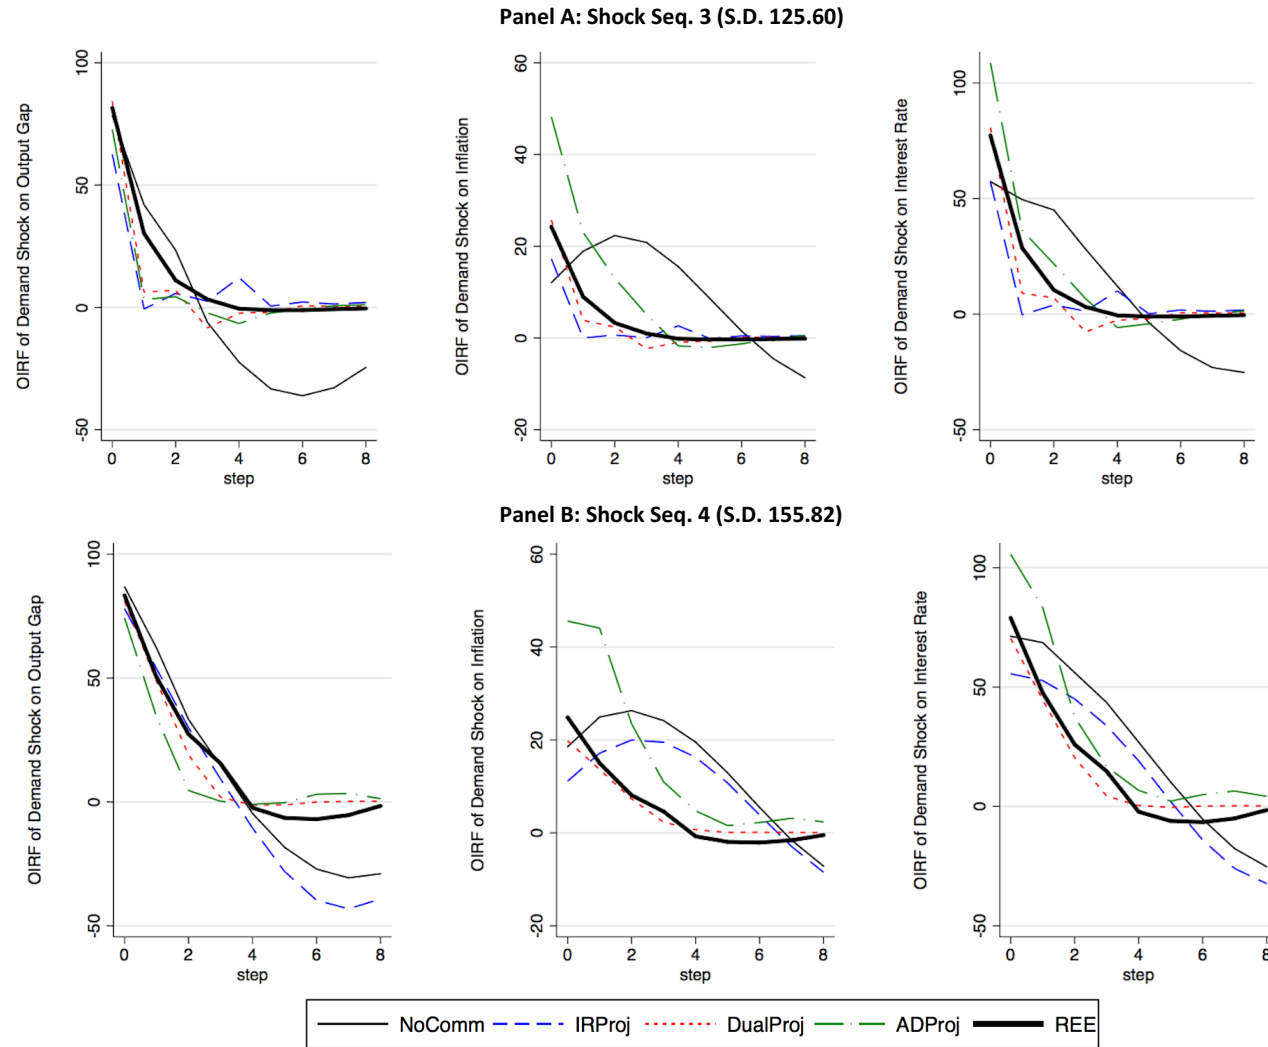 Panel A: Shock Seq. 3 (S.D. 125.60)
OIRF of Demand Shock on Output Gap
100
50
0
-50
0 2 4 6 8
step
OIRF of Demand Shock on Inflation
60
40
20
0
-20
0 2 4 6 8
step
OIRF of Demand Shock on Interest Rate
100
50
0
-50
0 2 4 6 8
step
Panel B: Shock Seq. 4 (S.D. 155.82)
OIRF of Demand Shock on Output Gap
100
50
0
-50
0 2 4 6 8
step
OIRF of Demand Shock on Inflation
60
40
20
0
-20
0 2 4 6 8
step
OIRF of Demand Shock on Interest Rate
100
50
0
-50
0 2 4 6 8
step
NoComm IRProj DualProj ADProj REE